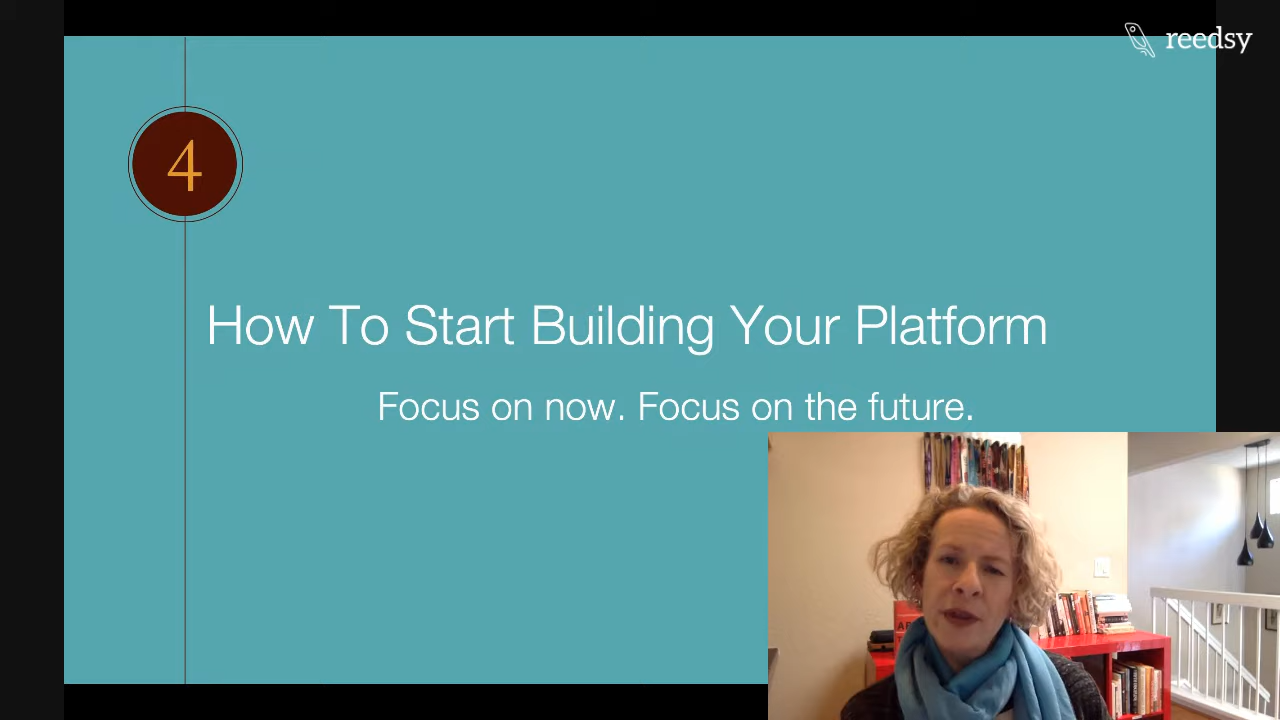 reedsy
4
How To Start Building Your Platform
Focus on now. Focus on the future.